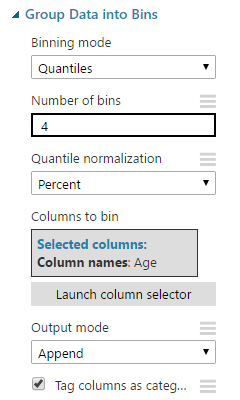 Group Data into Bins
Binning mode
Quantiles
Number of bins
4
Quantile normalization
Percent
Columns to bin
Selected columns:
Column names: Age
Launch column selector
Output mode
Append
Tag columns as categ...